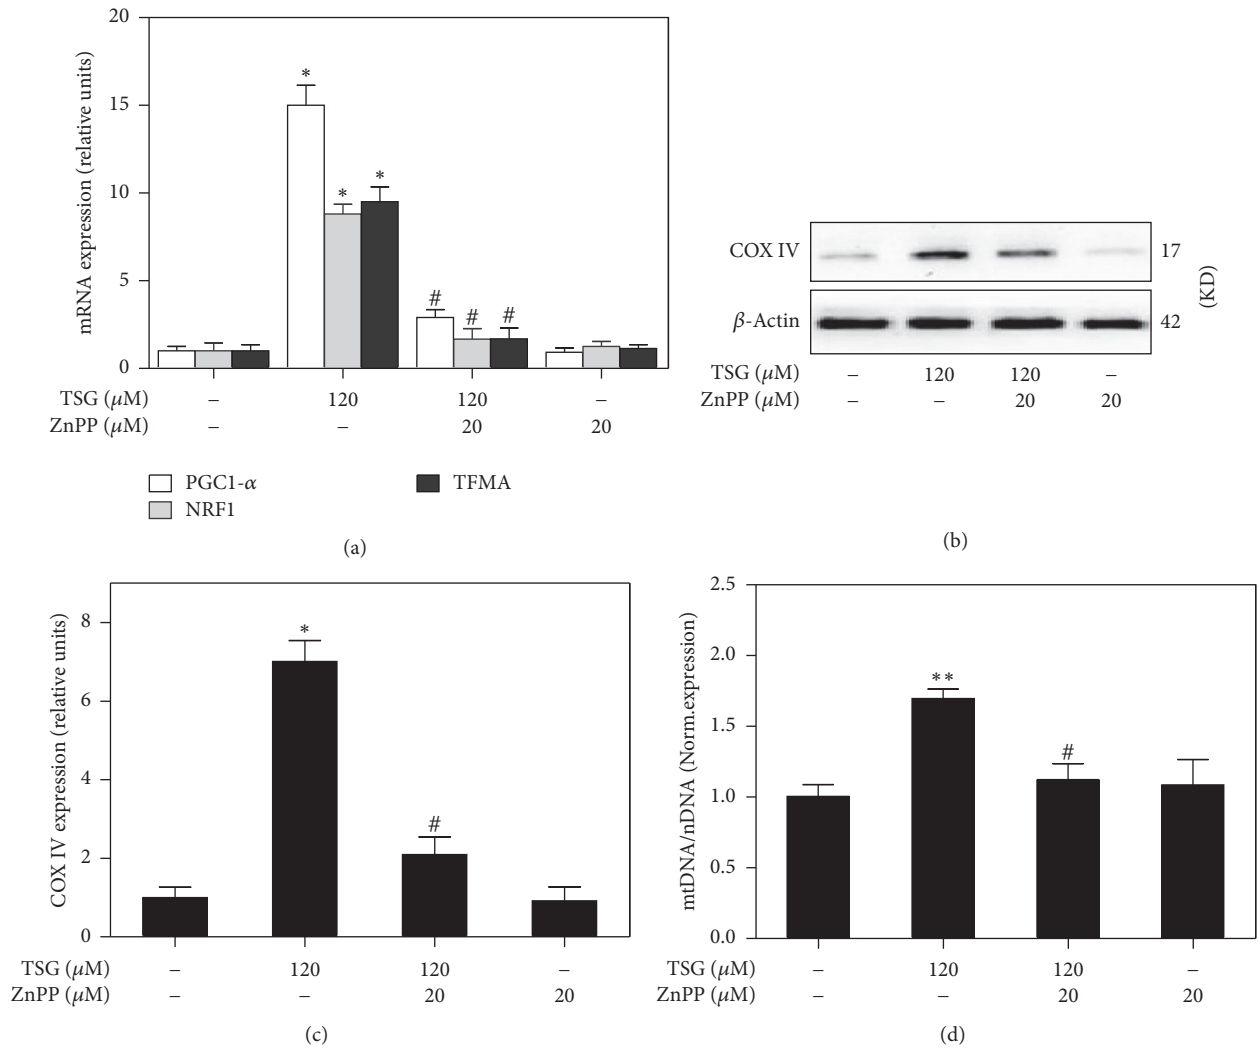 20
15
10
5
0
mRNA expression (relative units)
*
*
*
#
#
#
TSG (μM) – 120 120 –
ZnPP (μM) – – 20 20
PGC1-α
NRF1
TFMA
(a)
COX IV 17
β-Actin 42
(KD)
TSG (μM) – 120 120 –
ZnPP (μM) – – 20 20
(b)
8
6
4
2
0
COX IV expression (relative units)
*
#
TSG (μM) – 120 120 –
ZnPP (μM) – – 20 20
(c)
2.5
2.0
1.5
1.0
0.5
0.0
mtDNA/nDNA (Norm.expression)
**
#
TSG (μM) – 120 120 –
ZnPP (μM) – – 20 20
(d)